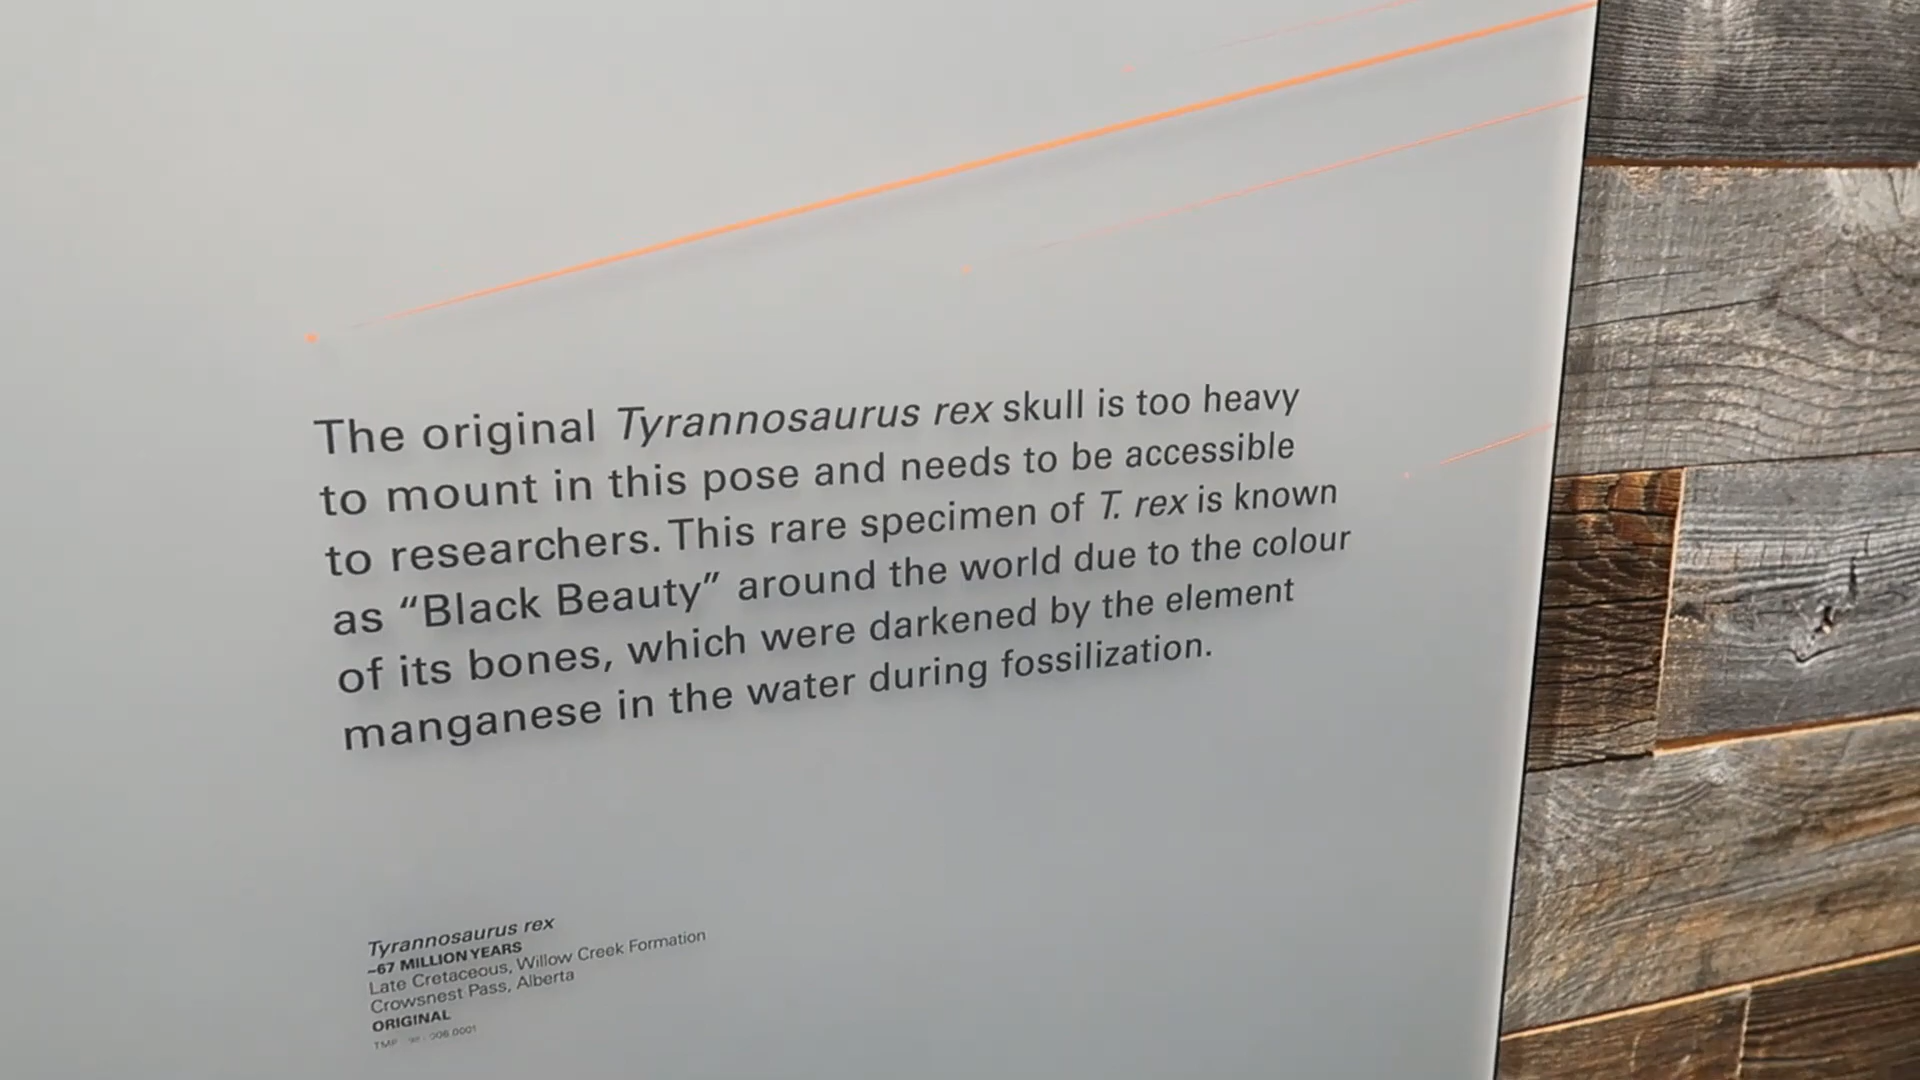 The original Tyrannosaurus rex skull is too heavy
to mount in this pose and needs to be accessible
to researchers. This rare specimen of T. rex is known
as “Black Beauty” around the world due to the colour
of its bones, which were darkened by the element
manganese in the water during fossilization.
Tyrannosaurus rex
~67 MILLION YEARS
Late Cretaceous, Willow Creek Formation
Crowsnest Pass, Alberta
ORIGINAL
TMP